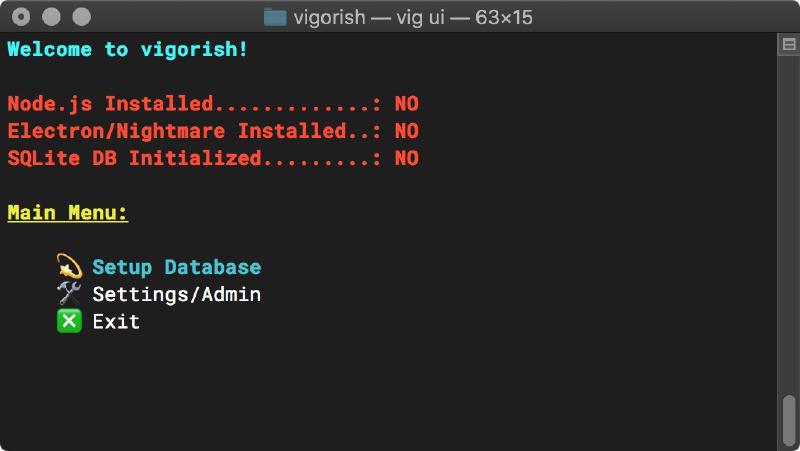 vigorish — vig ui — 63×15
Welcome to vigorish!
Node.js Installed.............: NO
Electron/Nightmare Installed..: NO
SQLite DB Initialized.........: NO
Main Menu:
Setup Database
Settings/Admin
Exit